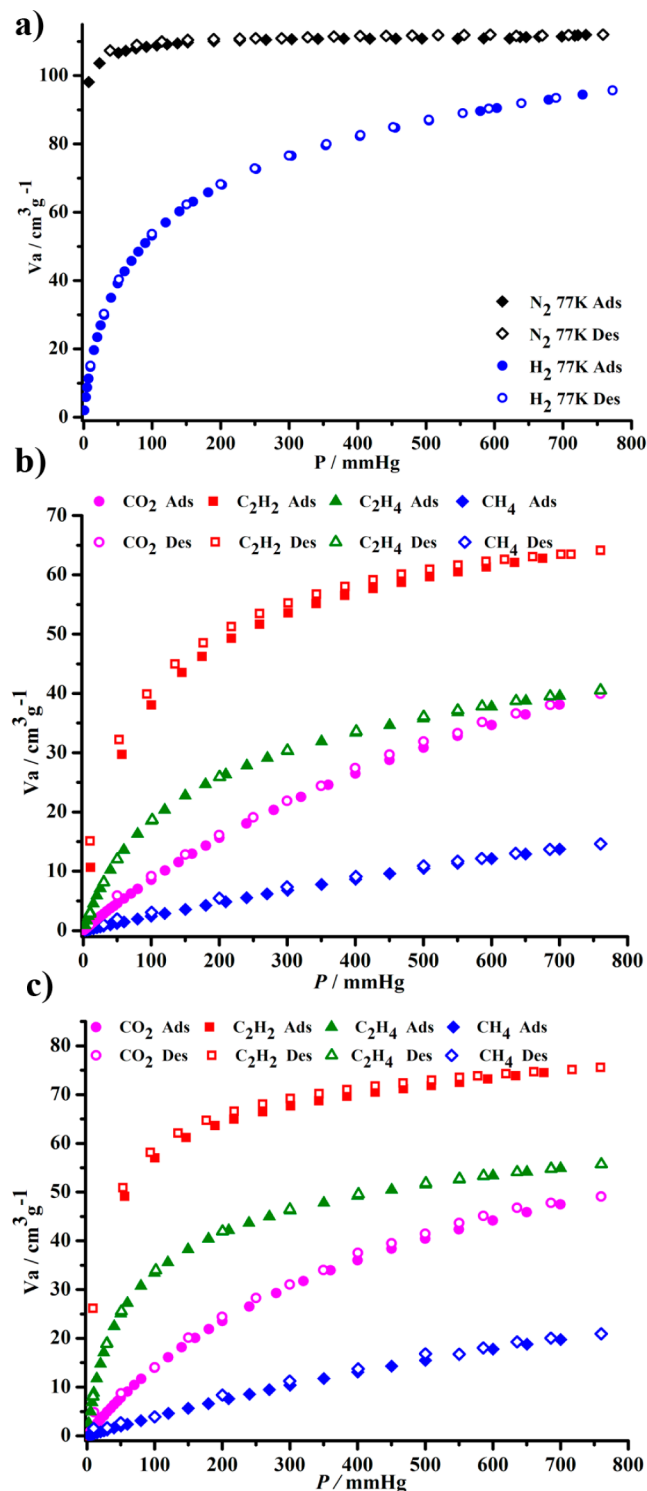 a)
100
80
60
40
20
0
Va / cm³g-1
N₂ 77K Ads
N₂ 77K Des
H₂ 77K Ads
H₂ 77K Des
0 100 200 300 400 500 600 700
P / mmHg
b)
CO₂ Ads C₂H₂ Ads C₂H₄ Ads CH₄ Ads
CO₂ Des C₂H₂ Des C₂H₄ Des CH₄ Des
70
60
50
40
30
20
10
0
Va / cm³g-1
0 100 200 300 400 500 600 700 800
P / mmHg
c)
CO₂ Ads C₂H₂ Ads C₂H₄ Ads CH₄ Ads
CO₂ Des C₂H₂ Des C₂H₄ Des CH₄ Des
80
70
60
50
40
30
20
10
0
Va / cm³g-1
0 100 200 300 400 500 600 700 800
P / mmHg